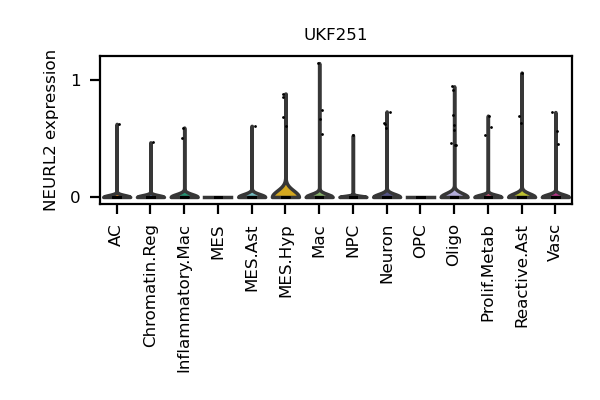 UKF251
NEURL2 expression
1
0
AC
Chromatin.Reg
Inflammatory.Mac
MES
MES.Ast
MES.Hyp
Mac
NPC
Neuron
OPC
Oligo
Prolif.Metab
Reactive.Ast
Vasc